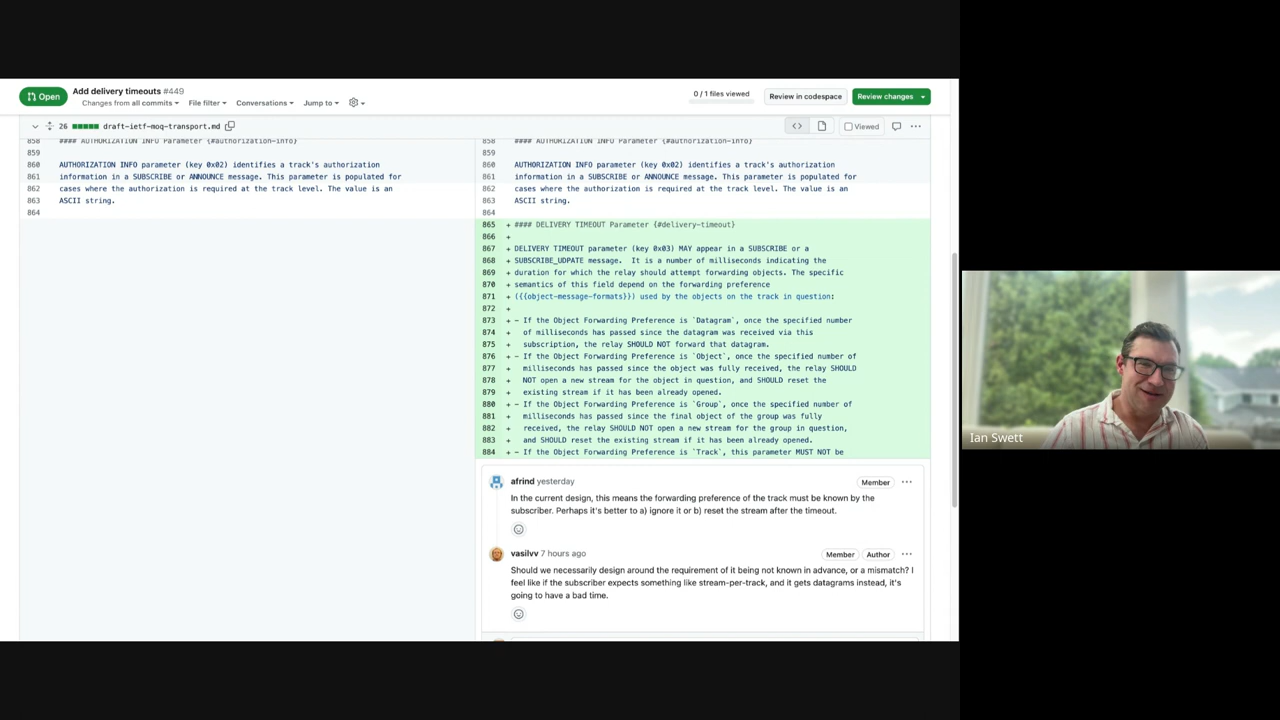 Open
Add delivery timeouts #449
Changes from all commits File filter Conversations Jump to
0 / 1 files viewed
Review in codespace
Review changes
26 draft-ietf-moq-transport.md
Viewed
858 #### AUTHORIZATION INFO Parameter {#authorization-info}
859
860 AUTHORIZATION INFO parameter (key 0x02) identifies a track's authorization
861 information in a SUBSCRIBE or ANNOUNCE message. This parameter is populated for
862 cases where the authorization is required at the track level. The value is an
863 ASCII string.
864
858 #### AUTHORIZATION INFO Parameter {#authorization-info}
859
860 AUTHORIZATION INFO parameter (key 0x02) identifies a track's authorization
861 information in a SUBSCRIBE or ANNOUNCE message. This parameter is populated for
862 cases where the authorization is required at the track level. The value is an
863 ASCII string.
864
865 + #### DELIVERY TIMEOUT Parameter {#delivery-timeout}
866 +
867 + DELIVERY TIMEOUT parameter (key 0x03) MAY appear in a SUBSCRIBE or a
868 + SUBSCRIBE_UDPATE message.  It is a number of milliseconds indicating the
869 + duration for which the relay should attempt forwarding objects. The specific
870 + semantics of this field depend on the forwarding preference
871 + ({{object-message-formats}}) used by the objects on the track in question:
872 +
873 + - If the Object Forwarding Preference is `Datagram`, once the specified number
874 + of milliseconds has passed since the datagram was received via this
875 + subscription, the relay SHOULD NOT forward that datagram.
876 + - If the Object Forwarding Preference is `Object`, once the specified number of
877 + milliseconds has passed since the object was fully received, the relay SHOULD
878 + NOT open a new stream for the object in question, and SHOULD reset the
879 + existing stream if it has been already opened.
880 + - If the Object Forwarding Preference is `Group`, once the specified number of
881 + milliseconds has passed since the final object of the group was fully
882 + received, the relay SHOULD NOT open a new stream for the group in question,
883 + and SHOULD reset the existing stream if it has been already opened.
884 + - If the Object Forwarding Preference is `Track`, this parameter MUST NOT be
afrind yesterday
Member
In the current design, this means the forwarding preference of the track must be known by the
subscriber. Perhaps it's better to a) ignore it or b) reset the stream after the timeout.
vasilvv 7 hours ago
Member Author
Should we necessarily design around the requirement of it being not known in advance, or a mismatch? I
feel like if the subscriber expects something like stream-per-track, and it gets datagrams instead, it's
going to have a bad time.
Ian Swett